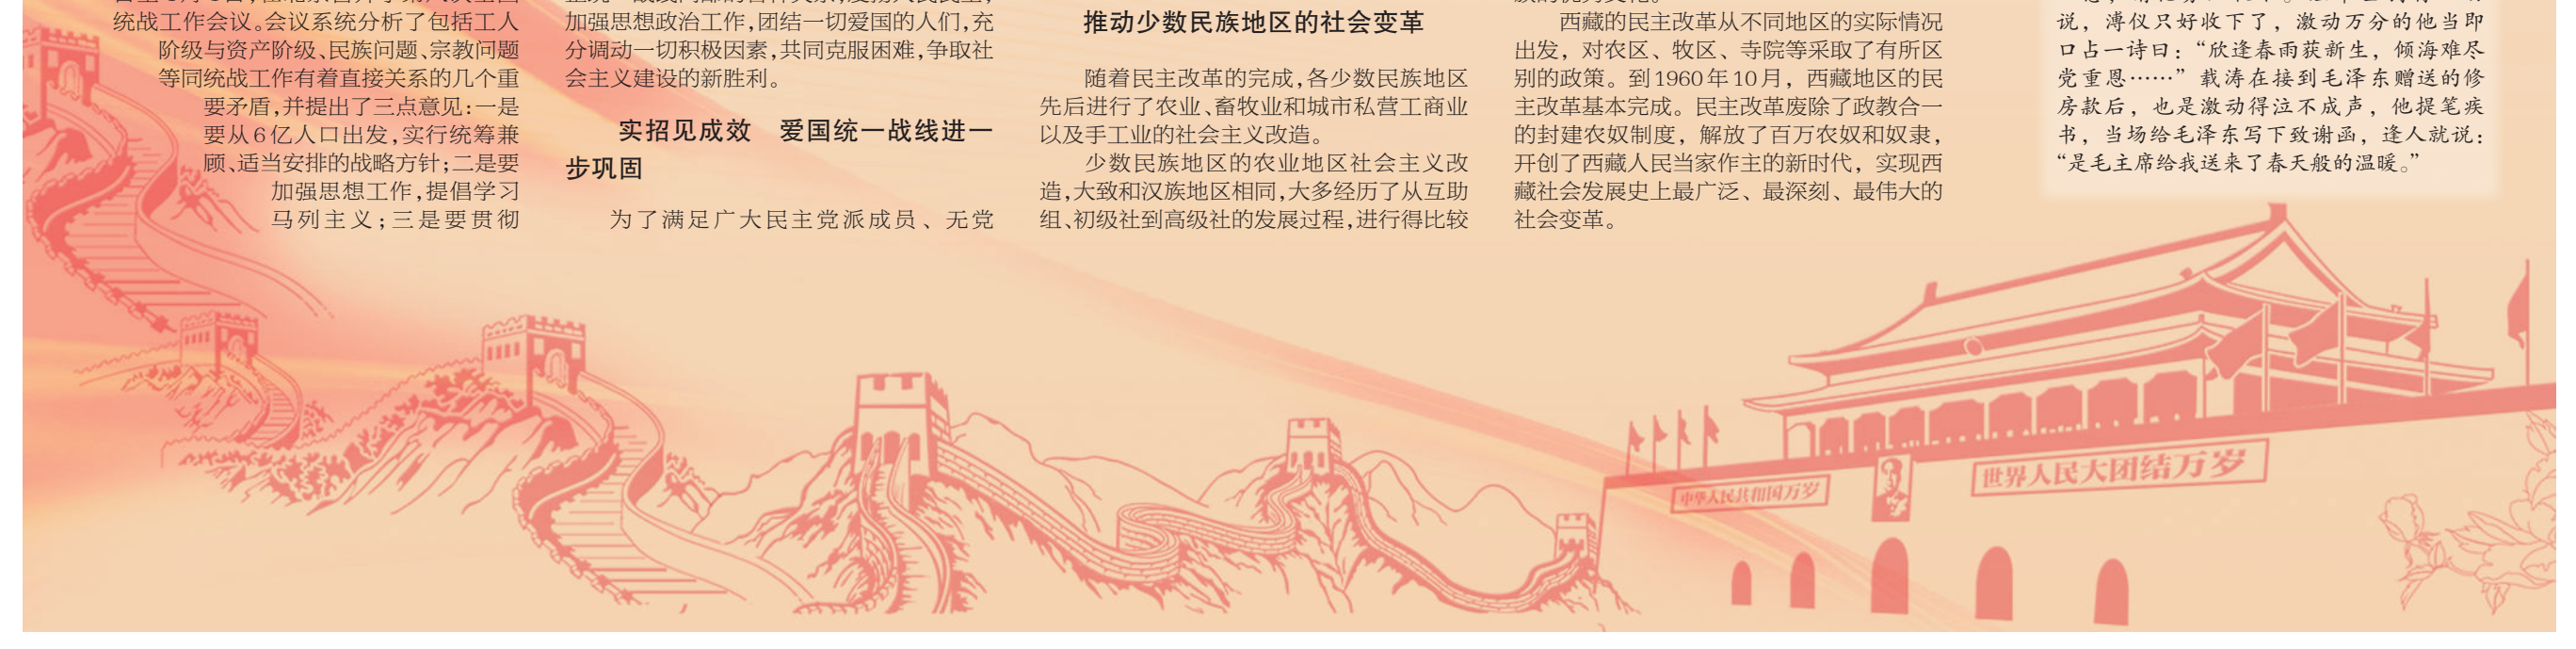 统战工作会议。会议系统分析了包括工人
阶级与资产阶级、民族问题、宗教问题
等同统战工作有着直接关系的几个重
要矛盾,并提出了三点意见:一是
要从6亿人口出发,实行统筹兼
顾、适当安排的战略方针;二是要
加强思想工作,提倡学习
马列主义;三是要贯彻
加强思想政治工作,团结一切爱国的人们,充
分调动一切积极因素,共同克服困难,争取社
会主义建设的新胜利。
实招见成效　爱国统一战线进一
步巩固
为了满足广大民主党派成员、无党
推动少数民族地区的社会变革
随着民主改革的完成,各少数民族地区
先后进行了农业、畜牧业和城市私营工商业
以及手工业的社会主义改造。
少数民族地区的农业地区社会主义改
造,大致和汉族地区相同,大多经历了从互助
组、初级社到高级社的发展过程,进行得比较
西藏的民主改革从不同地区的实际情况
出发，对农区、牧区、寺院等采取了有所区
别的政策。到1960年10月，西藏地区的民
主改革基本完成。民主改革废除了政教合一
的封建农奴制度，解放了百万农奴和奴隶，
开创了西藏人民当家作主的新时代，实现西
藏社会发展史上最广泛、最深刻、最伟大的
社会变革。
说，溥仪只好收下了，激动万分的他当即
口占一诗曰：“欣逢春雨获新生，倾海难尽
党重恩……”载涛在接到毛泽东赠送的修
房款后，也是激动得泣不成声，他提笔疾
书，当场给毛泽东写下致谢函，逢人就说：
“是毛主席给我送来了春天般的温暖。”
中华人民共和国万岁
世界人民大团结万岁